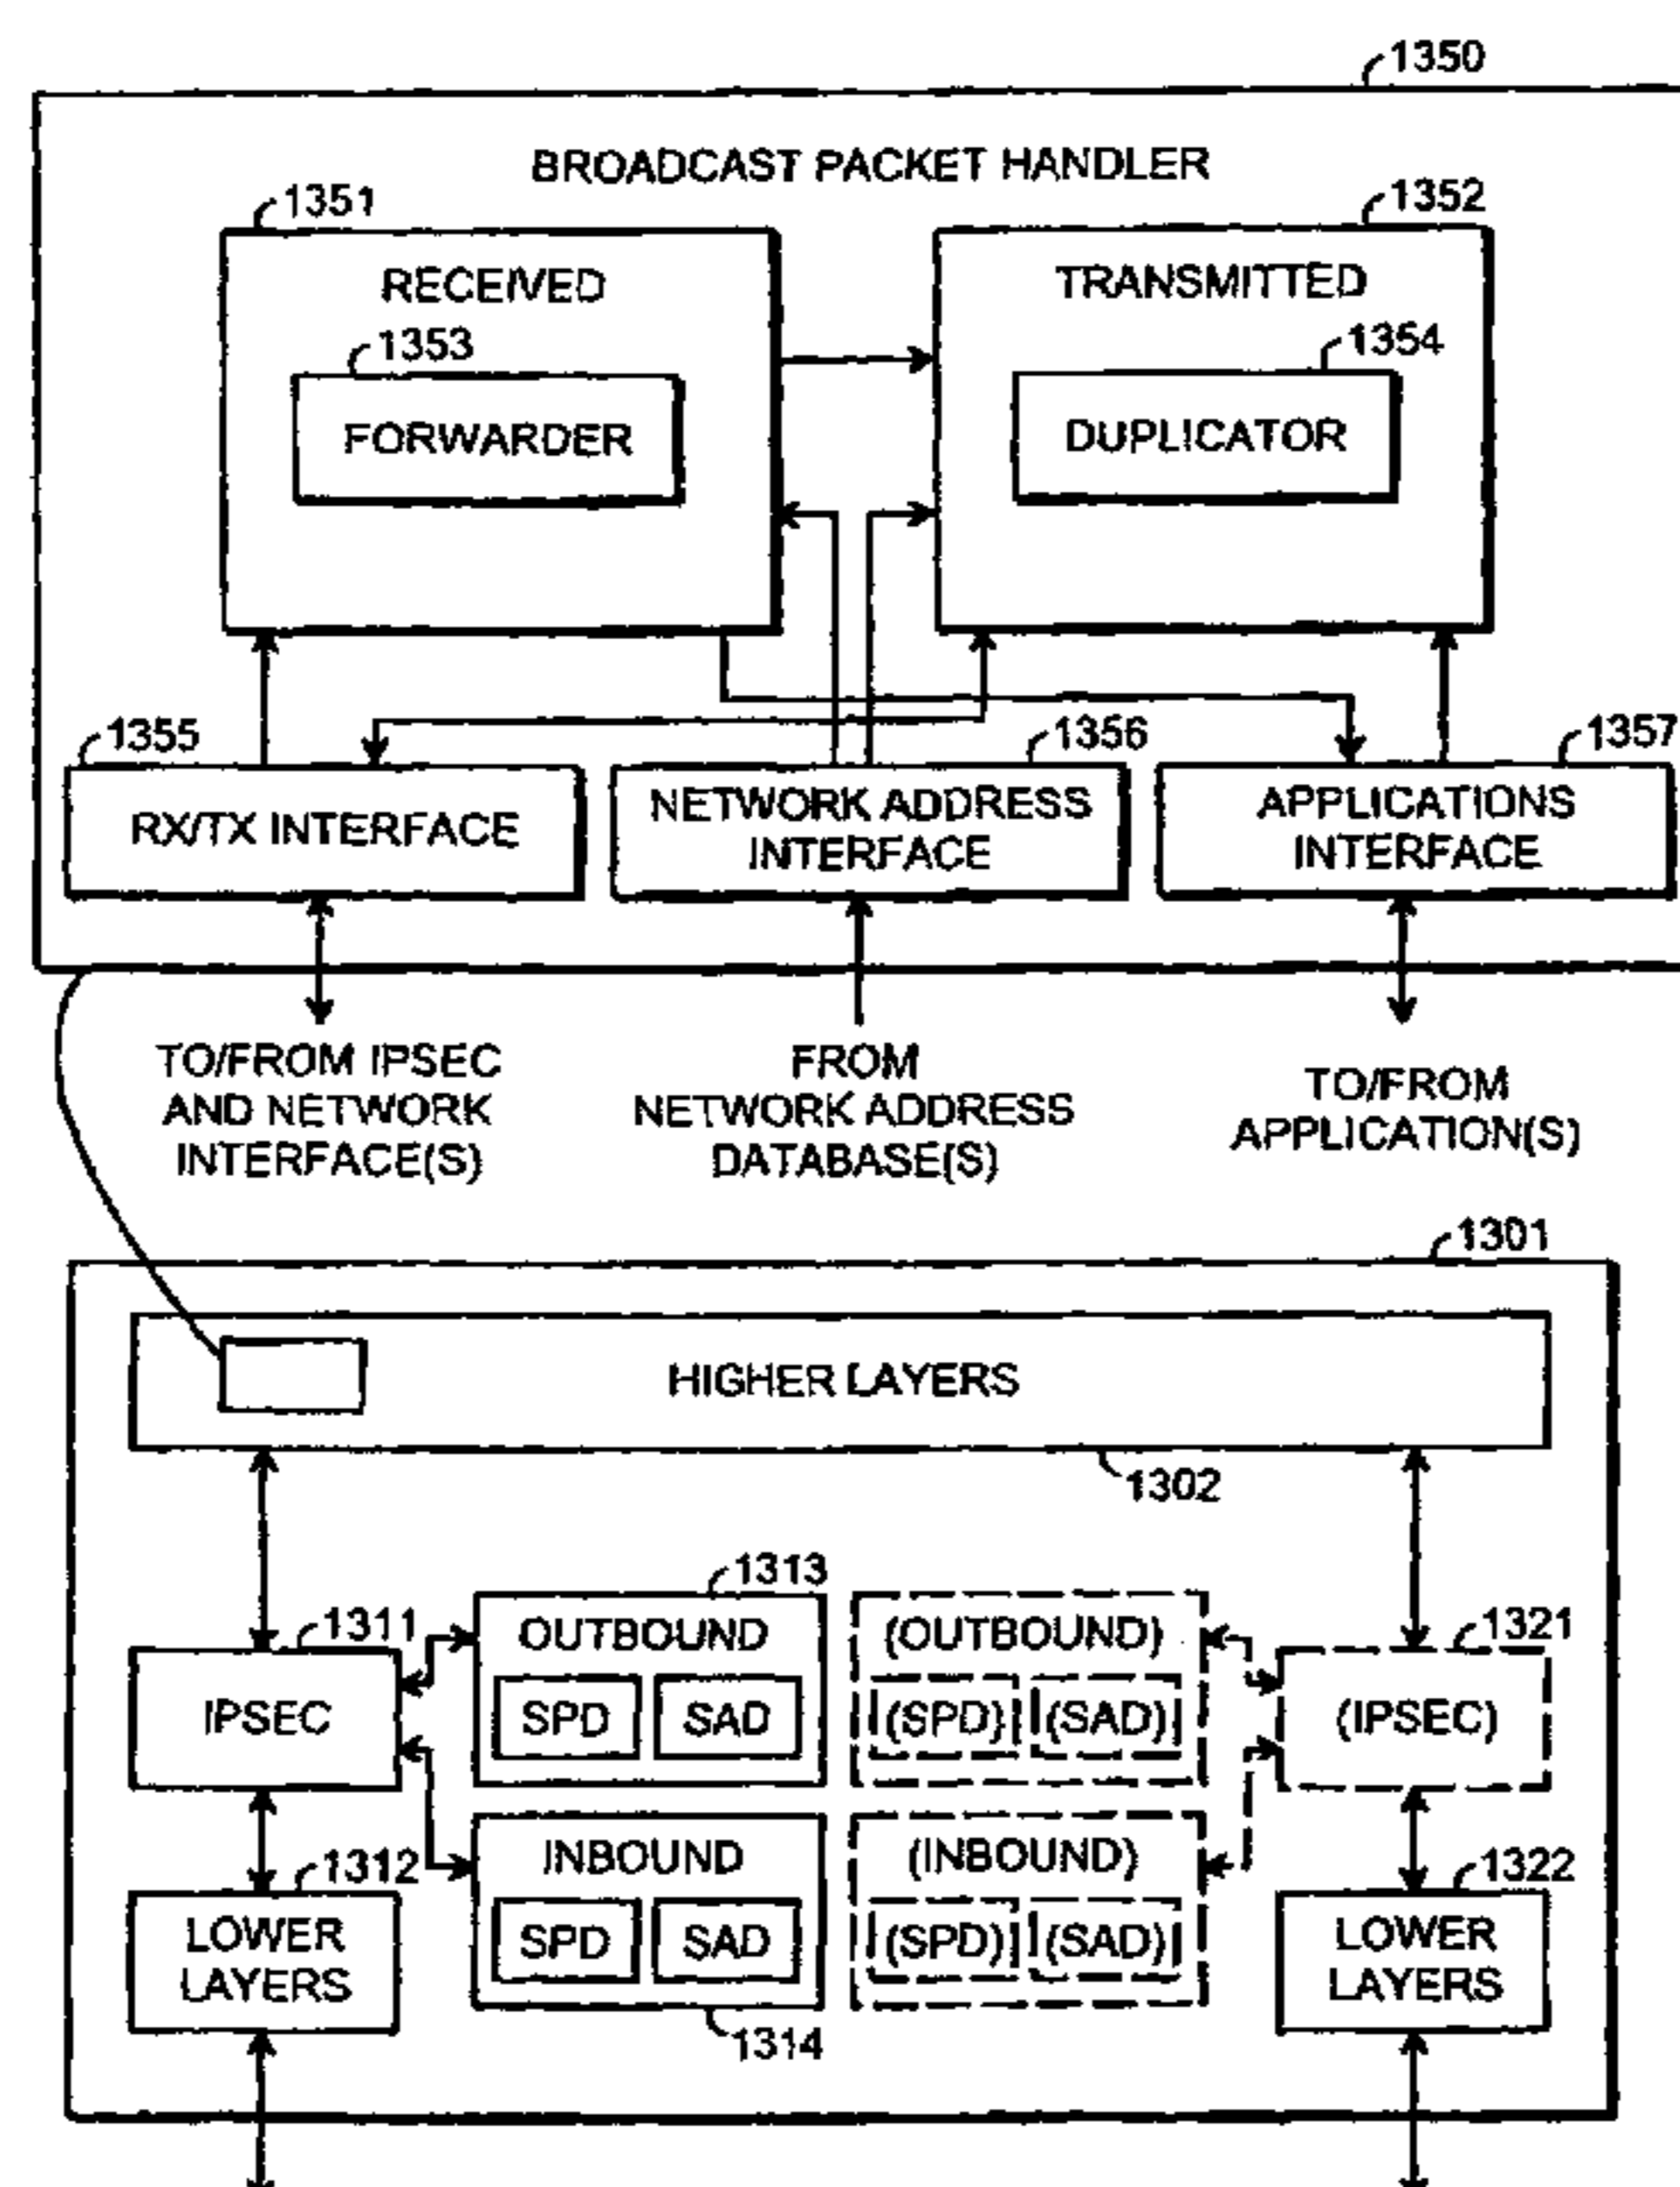 1350
BROADCAST PACKET HANDLER
1351
1352
RECEIVED
TRANSMITTED
1353
1354
FORWARDER
DUPLICATOR
1355
1356
1357
RX/TX INTERFACE
NETWORK ADDRESS
INTERFACE
APPLICATIONS
INTERFACE
TO/FROM IPSEC
AND NETWORK
INTERFACE(S)
FROM
NETWORK ADDRESS
DATABASE(S)
TO/FROM
APPLICATION(S)
1301
HIGHER LAYERS
1302
1313
1311
OUTBOUND
(OUTBOUND)
1321
IPSEC
SPD
SAD
(SPD)
(SAD)
(IPSEC)
1312
INBOUND
(INBOUND)
1322
LOWER
LAYERS
SPD
SAD
(SPD)
(SAD)
LOWER
LAYERS
1314